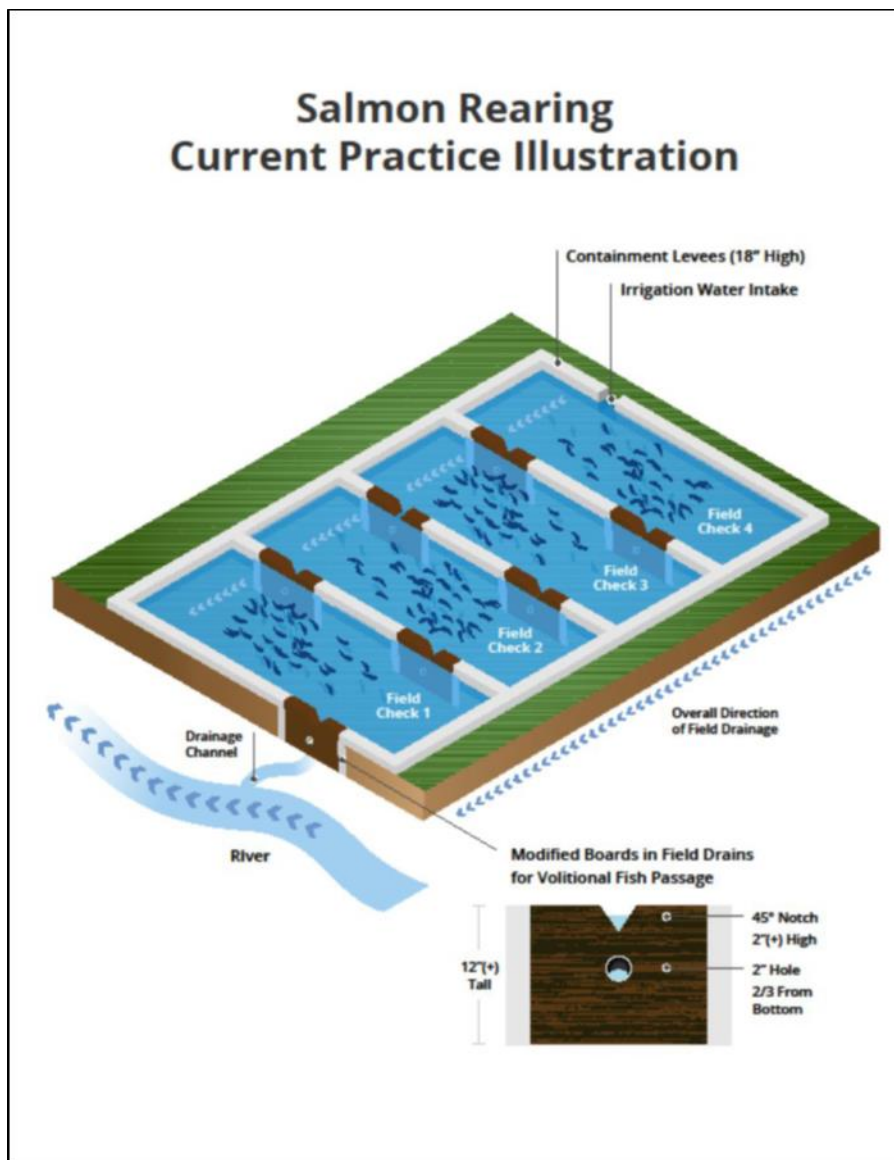 Salmon Rearing
Current Practice Illustration
Containment Levees (18" High)
Irrigation Water Intake
Field
Check 4
Field
Check 3
Field
Check 2
Field
Check 1
Overall Direction
of Field Drainage
Drainage
Channel
River
Modified Boards in Field Drains
for Volitional Fish Passage
12"(+)
Tall
45° Notch
2"(+) High
2" Hole
2/3 From
Bottom